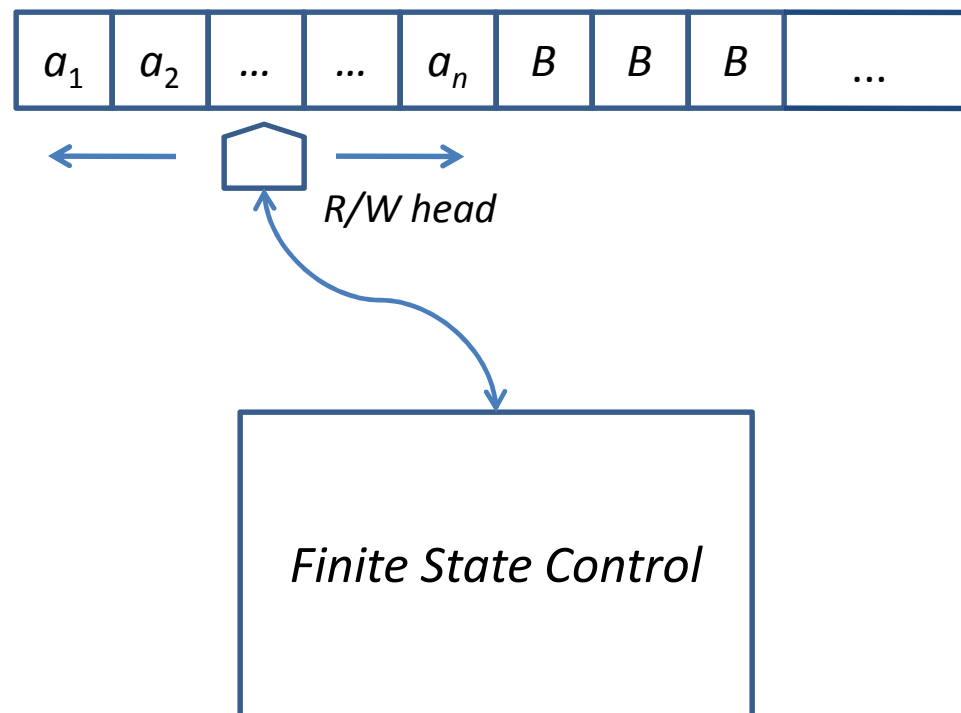 a₁ a₂ ... ... aₙ B B B ...
R/W head
Finite State Control